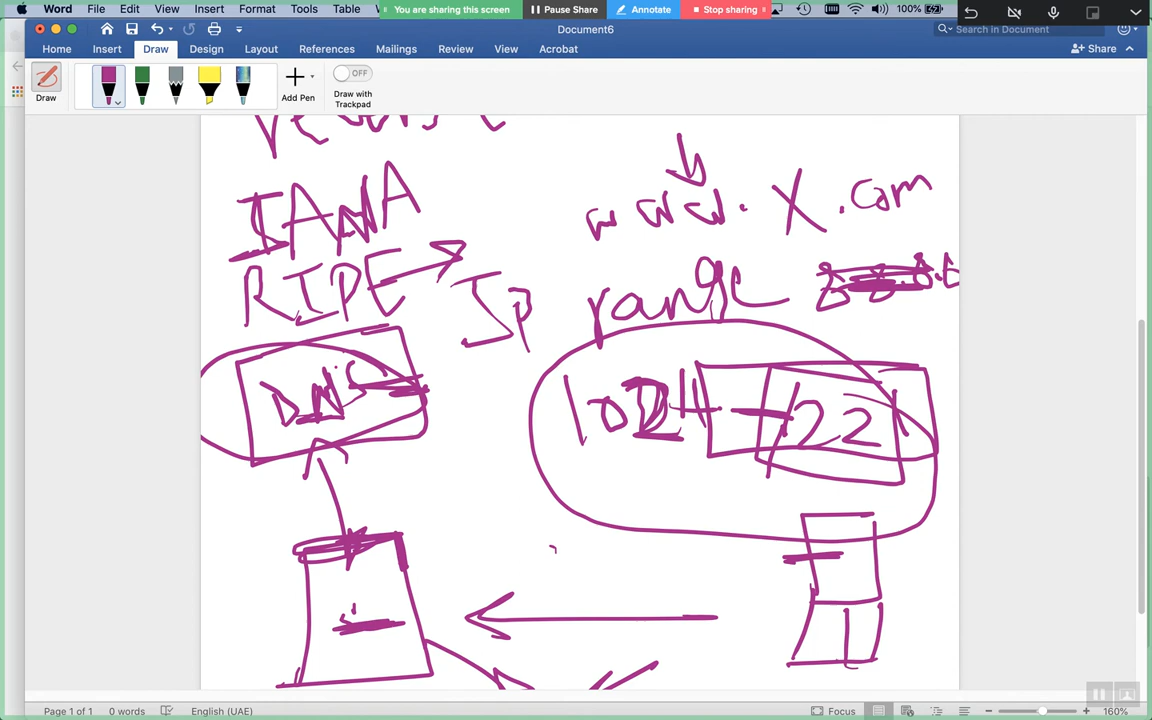 Word File Edit View Insert Format Tools Table You are sharing this screen Pause Share Annotate Stop sharing 100%
Document6 Search in Document
Home Insert Draw Design Layout References Mailings Review View Acrobat Share
OFF
Draw Add Pen Draw with
Trackpad
IANA
www. X .com
RIPE
IP range
DNS
/22
Page 1 of 1 0 words English (UAE) Focus 160%